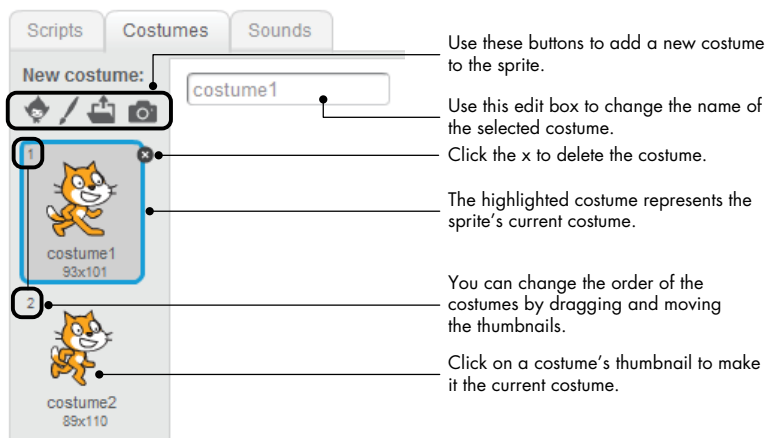 Scripts
Costumes
Sounds
New costume:
costume1
1
costume1
93x101
2
costume2
89x110
Use these buttons to add a new costume
to the sprite.
Use this edit box to change the name of
the selected costume.
Click the x to delete the costume.
The highlighted costume represents the
sprite’s current costume.
You can change the order of the
costumes by dragging and moving
the thumbnails.
Click on a costume’s thumbnail to make
it the current costume.